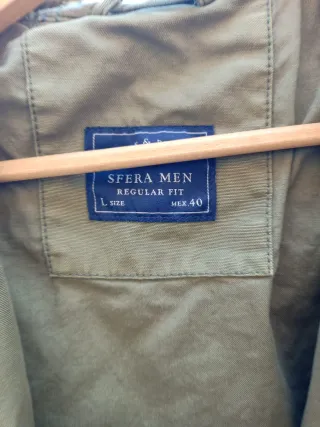 SFERA MEN
REGULAR FIT
L SIZE MEX.40